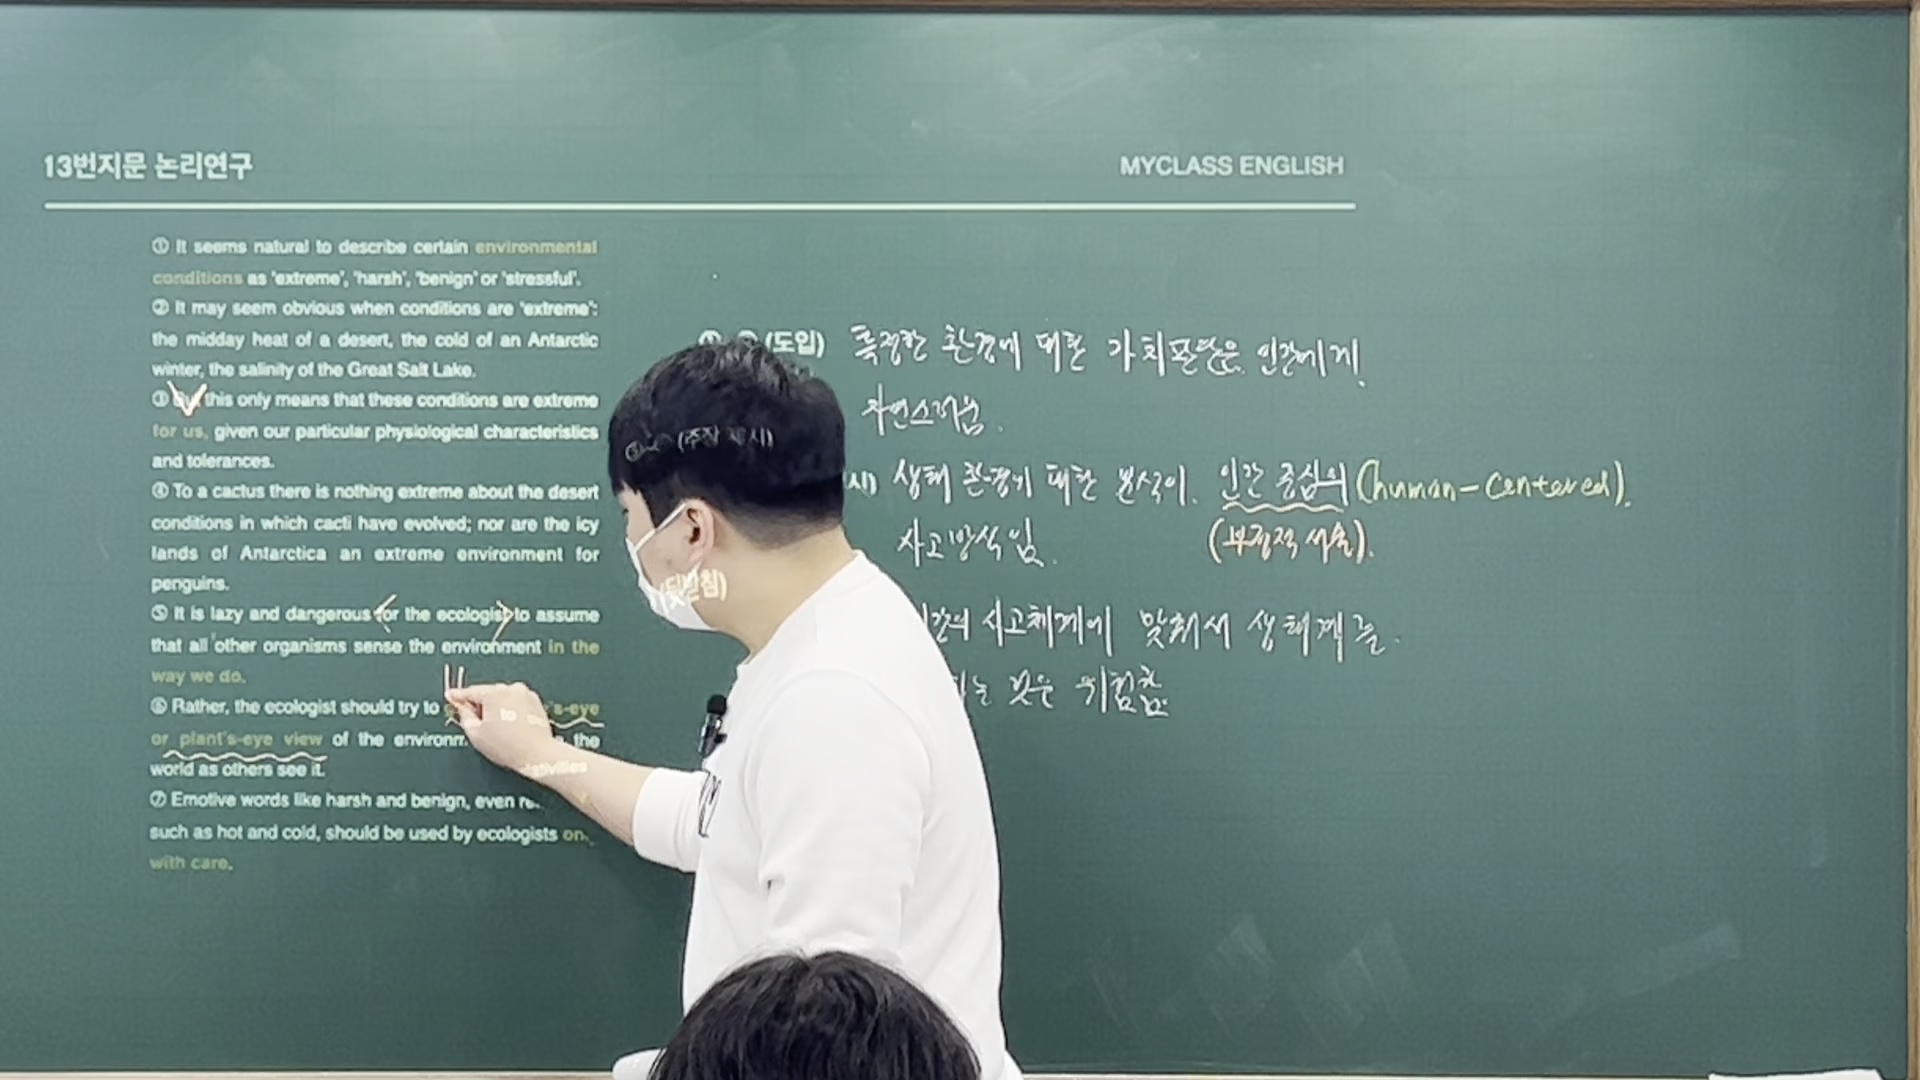 13번지문 논리연구
MYCLASS ENGLISH
① It seems natural to describe certain environmental
conditions as 'extreme', 'harsh', 'benign' or 'stressful'.
② It may seem obvious when conditions are 'extreme':
the midday heat of a desert, the cold of an Antarctic
winter, the salinity of the Great Salt Lake.
③ But this only means that these conditions are extreme
for us, given our particular physiological characteristics
and tolerances.
④ To a cactus there is nothing extreme about the desert
conditions in which cacti have evolved; nor are the icy
lands of Antarctica an extreme environment for
penguins.
⑤ It is lazy and dangerous for the ecologist to assume
that all other organisms sense the environment in the
way we do.
⑥ Rather, the ecologist should try to 's-eye
or plant's-eye view of the the
world as others see it.
⑦ Emotive words like harsh and benign, even
such as hot and cold, should be used by ecologists
with care.
(도입) 특정한 환경에 대한 가치판단은 인간에게
자연스러움.
(주장 제시)
생태 환경에 대한 인간 중심의 (human-centered).
사고방식임. (부정적 서술).
(뒷받침)
사고체계에 맞춰서 생태계를
것은 위험함.